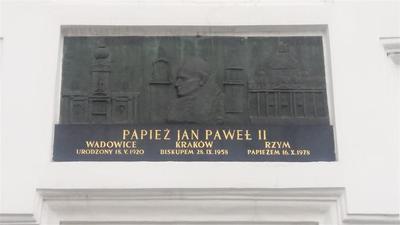 PAPIEŻ JAN PAWEŁ II
WADOWICE KRAKÓW RZYM
URODZONY 18.V.1920 BISKUPEM 28.IX.1958 PAPIEŻEM 16.X.1978